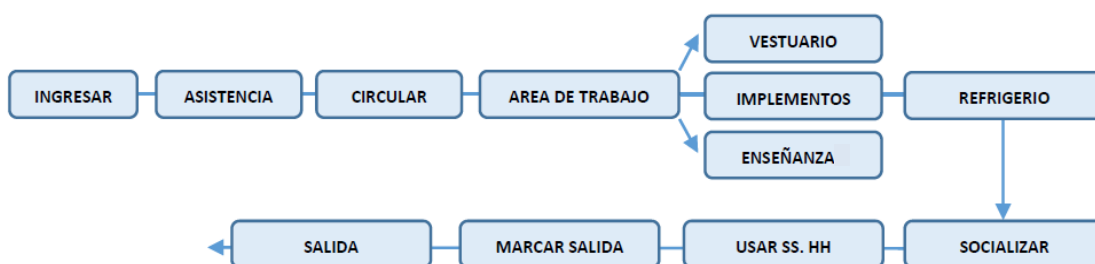 VESTUARIO
INGRESAR
ASISTENCIA
CIRCULAR
AREA DE TRABAJO
IMPLEMENTOS
REFRIGERIO
ENSEÑANZA
SALIDA
MARCAR SALIDA
USAR SS. HH
SOCIALIZAR